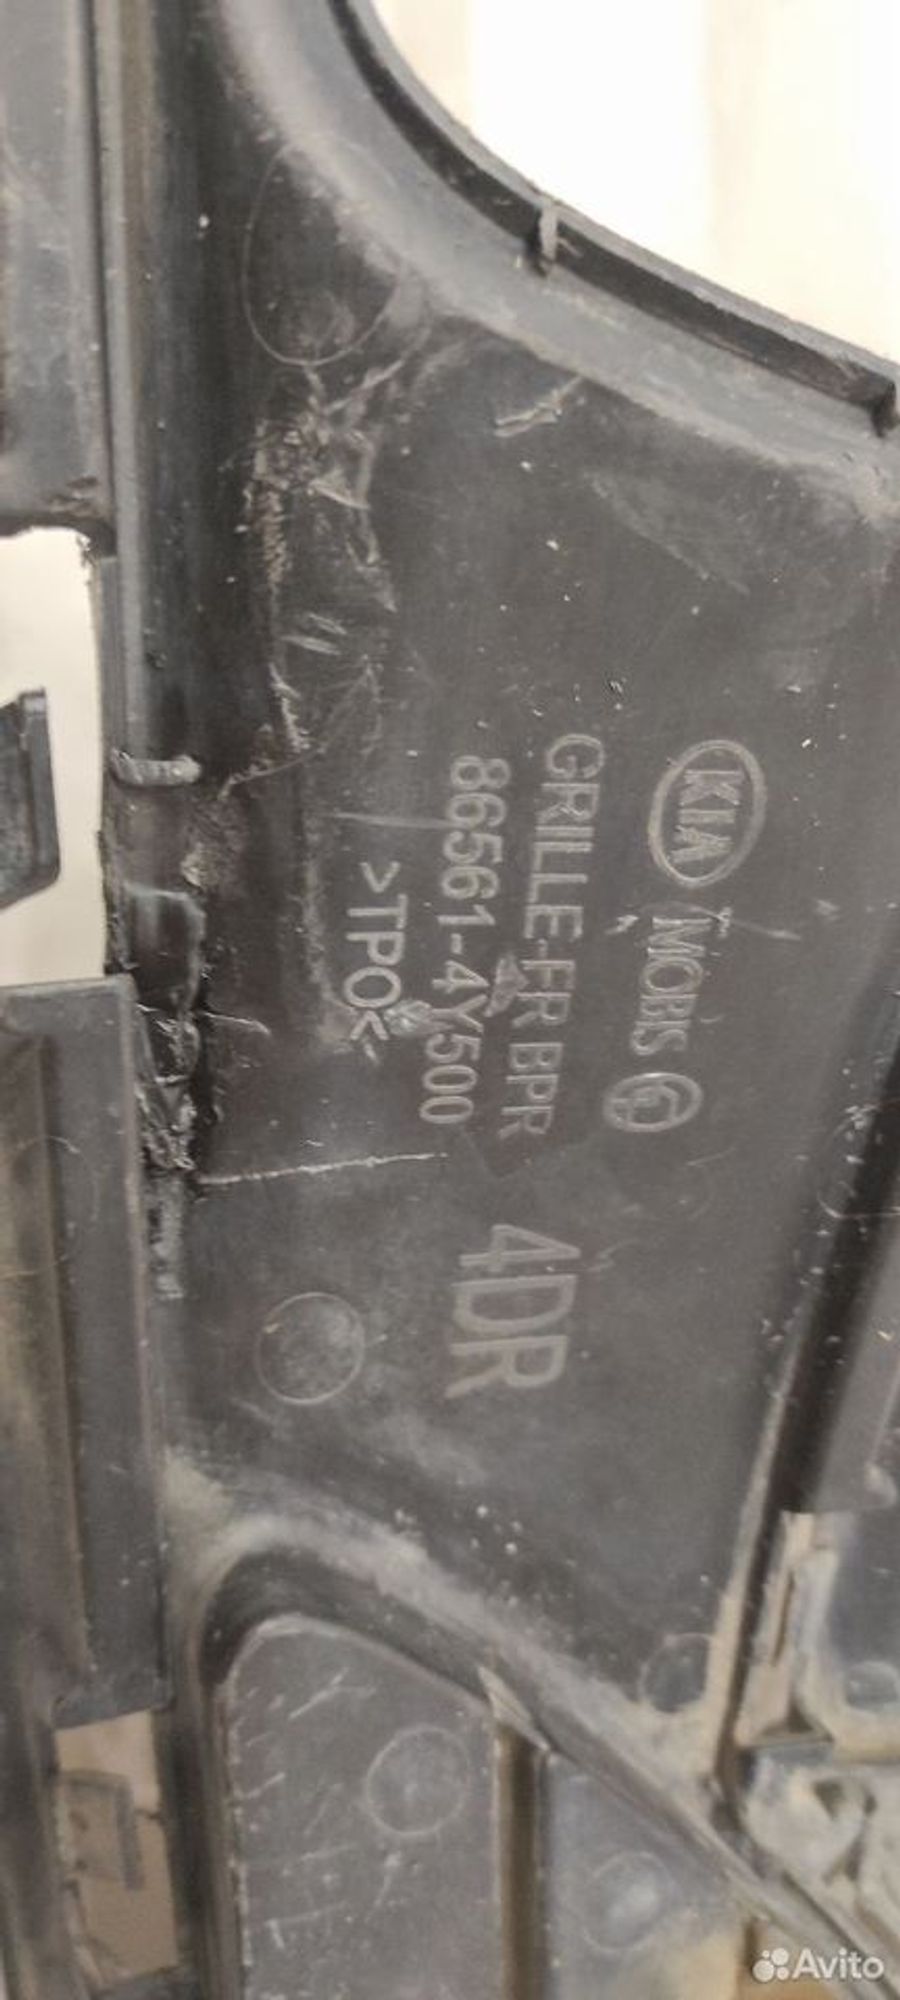 KIA MOBIS
GRILLE-FR BPR
86561-4Y500
>TPO<
4DR
Avito